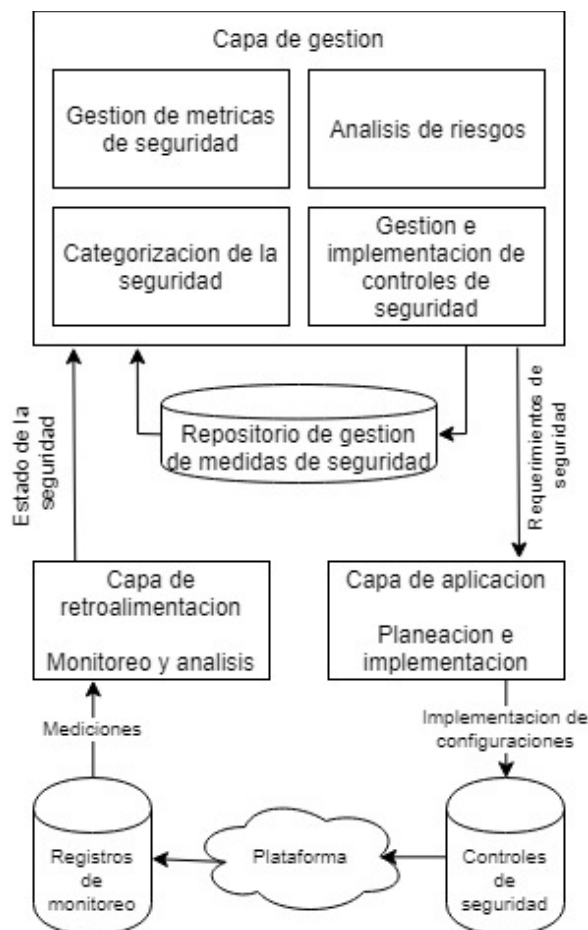 Capa de gestion
Gestion de metricas
de seguridad
Analisis de riesgos
Categorizacion de la
seguridad
Gestion e
implementacion de
controles de
seguridad
Repositorio de gestion
de medidas de seguridad
Estado de la
seguridad
Requerimientos de
seguridad
Capa de
retroalimentacion
Monitoreo y analisis
Capa de aplicacion
Planeacion e
implementacion
Mediciones
Implementacion de
configuraciones
Registros
de
monitoreo
Plataforma
Controles
de
seguridad